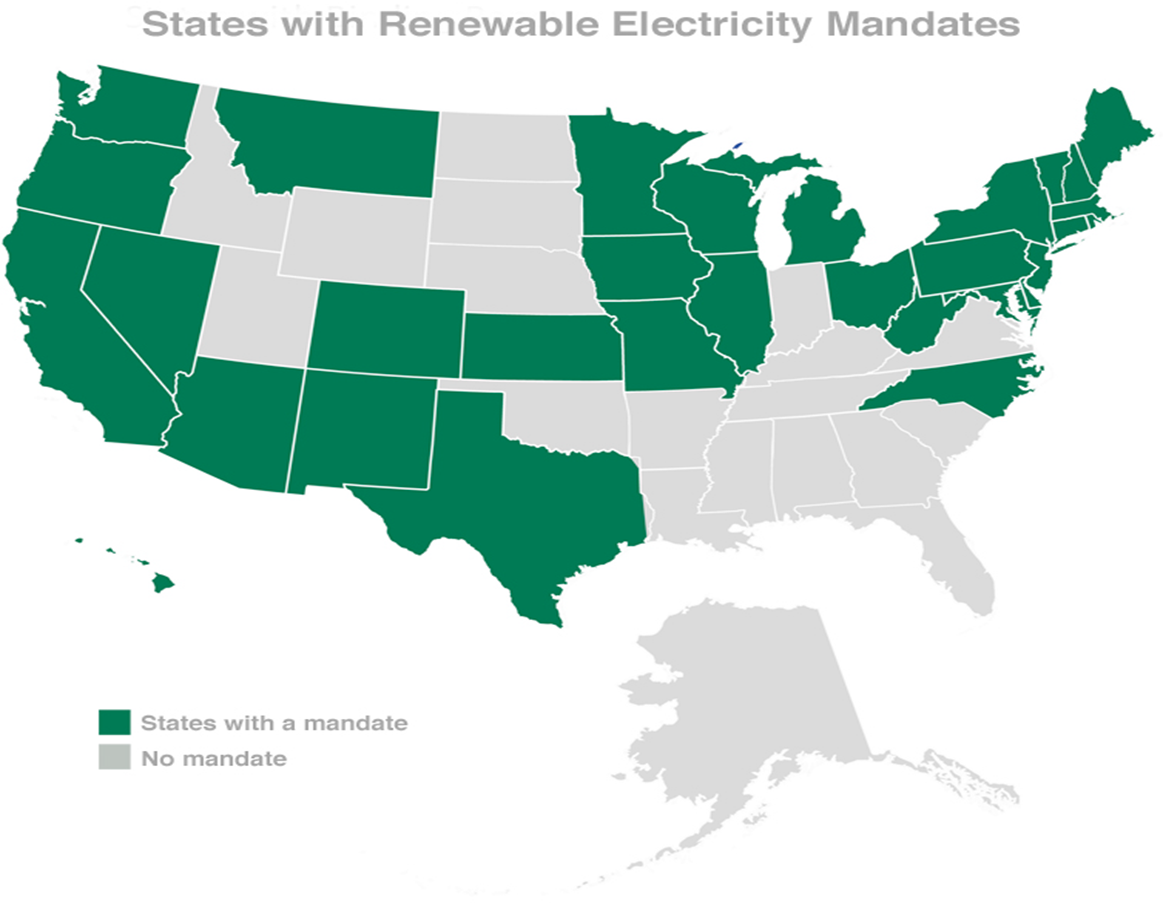 States with Renewable Electricity Mandates
States with a mandate
No mandate